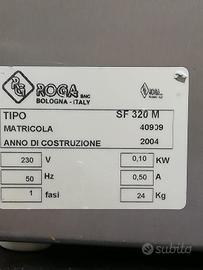 ROGA SNC
BOLOGNA - ITALY
TIPO SF 320 M
MATRICOLA 40909
ANNO DI COSTRUZIONE 2004
230 V 0,10 KW
50 Hz 0,50 A
1 fasi 24 Kg
subito